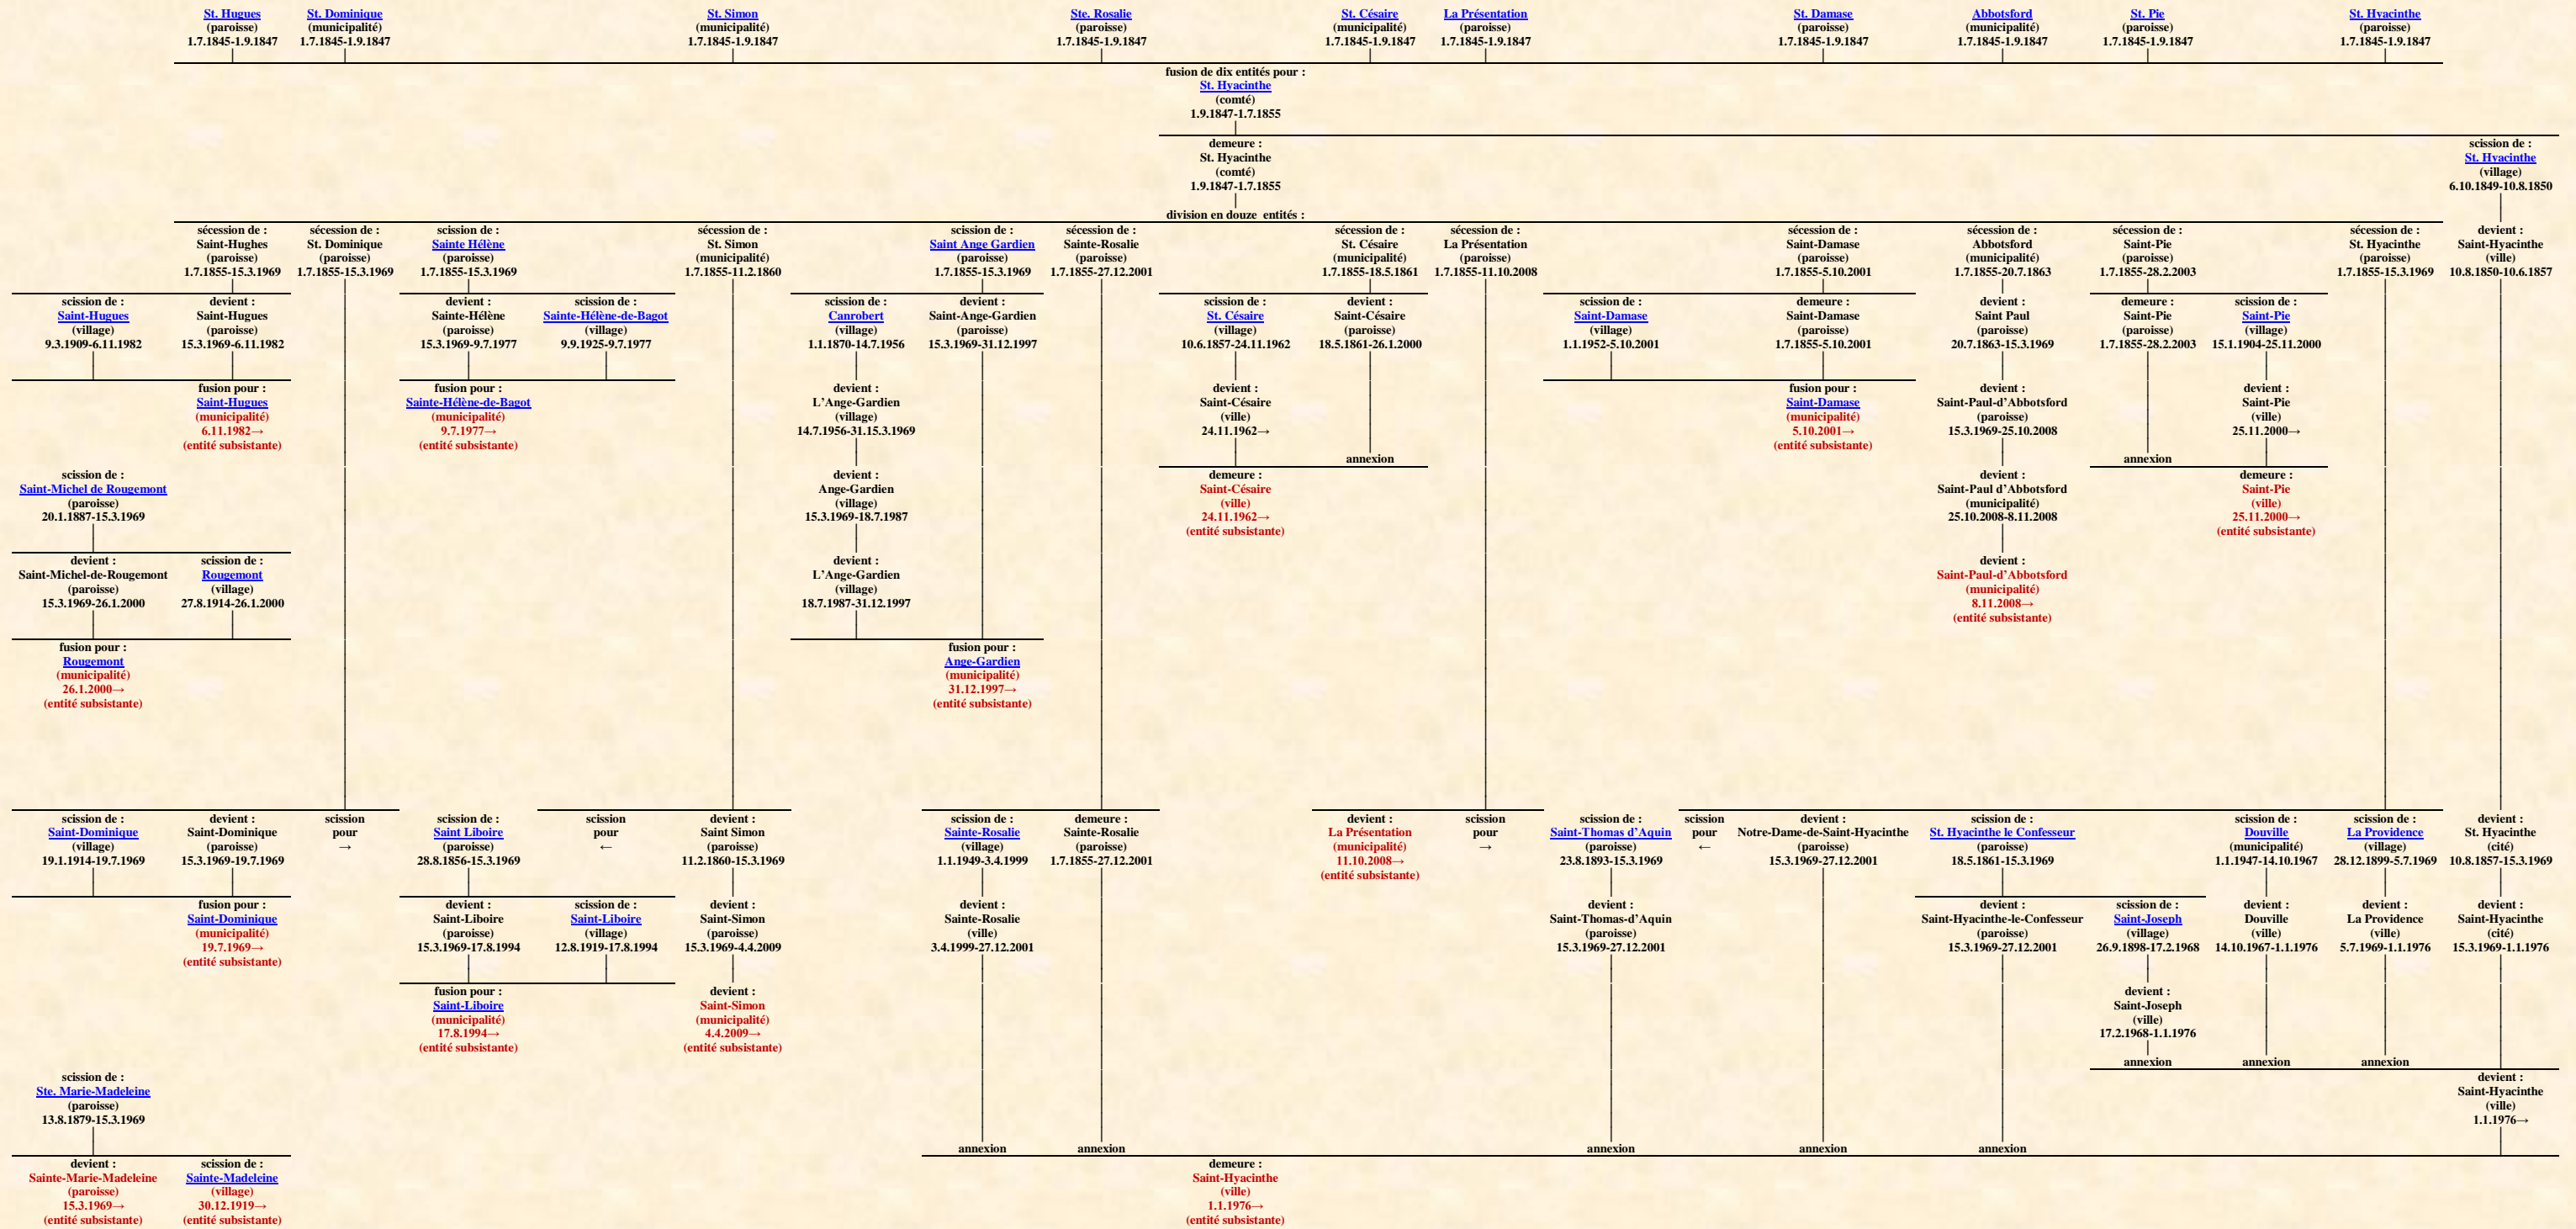 St. Hugues
(paroisse)
1.7.1845-1.9.1847
St. Dominique
(municipalité)
1.7.1845-1.9.1847
St. Simon
(municipalité)
1.7.1845-1.9.1847
Ste. Rosalie
(paroisse)
1.7.1845-1.9.1847
St. Césaire
(municipalité)
1.7.1845-1.9.1847
La Présentation
(paroisse)
1.7.1845-1.9.1847
St. Damase
(paroisse)
1.7.1845-1.9.1847
Abbotsford
(municipalité)
1.7.1845-1.9.1847
St. Pie
(paroisse)
1.7.1845-1.9.1847
St. Hyacinthe
(paroisse)
1.7.1845-1.9.1847
fusion de dix entités pour :
St. Hyacinthe
(comté)
1.9.1847-1.7.1855
demeure :
St. Hyacinthe
(comté)
1.9.1847-1.7.1855
scission de :
St. Hyacinthe
(village)
6.10.1849-10.8.1850
division en douze entités :
sécession de :
Saint-Hughes
(paroisse)
1.7.1855-15.3.1969
sécession de :
St. Dominique
(paroisse)
1.7.1855-15.3.1969
scission de :
Sainte Hélène
(paroisse)
1.7.1855-15.3.1969
sécession de :
St. Simon
(municipalité)
1.7.1855-11.2.1860
scission de :
Saint Ange Gardien
(paroisse)
1.7.1855-15.3.1969
sécession de :
Sainte-Rosalie
(paroisse)
1.7.1855-27.12.2001
sécession de :
St. Césaire
(municipalité)
1.7.1855-18.5.1861
sécession de :
La Présentation
(paroisse)
1.7.1855-11.10.2008
sécession de :
Saint-Damase
(paroisse)
1.7.1855-5.10.2001
sécession de :
Abbotsford
(municipalité)
1.7.1855-20.7.1863
sécession de :
Saint-Pie
(paroisse)
1.7.1855-28.2.2003
sécession de :
St. Hyacinthe
(paroisse)
1.7.1855-15.3.1969
devient :
Saint-Hyacinthe
(ville)
10.8.1850-10.6.1857
scission de :
Saint-Hugues
(village)
9.3.1909-6.11.1982
devient :
Saint-Hugues
(paroisse)
15.3.1969-6.11.1982
devient :
Sainte-Hélène
(paroisse)
15.3.1969-9.7.1977
scission de :
Sainte-Hélène-de-Bagot
(village)
9.9.1925-9.7.1977
scission de :
Canrobert
(village)
1.1.1870-14.7.1956
devient :
Saint-Ange-Gardien
(paroisse)
15.3.1969-31.12.1997
scission de :
St. Césaire
(village)
10.6.1857-24.11.1962
devient :
Saint-Césaire
(paroisse)
18.5.1861-26.1.2000
scission de :
Saint-Damase
(village)
1.1.1952-5.10.2001
demeure :
Saint-Damase
(paroisse)
1.7.1855-5.10.2001
devient :
Saint Paul
(paroisse)
20.7.1863-15.3.1969
demeure :
Saint-Pie
(paroisse)
1.7.1855-28.2.2003
scission de :
Saint-Pie
(village)
15.1.1904-25.11.2000
fusion pour :
Saint-Hugues
(municipalité)
6.11.1982→
(entité subsistante)
fusion pour :
Sainte-Hélène-de-Bagot
(municipalité)
9.7.1977→
(entité subsistante)
devient :
L'Ange-Gardien
(village)
14.7.1956-31.15.3.1969
devient :
Saint-Césaire
(ville)
24.11.1962→
annexion
fusion pour :
Saint-Damase
(municipalité)
5.10.2001→
(entité subsistante)
devient :
Saint-Paul-d'Abbotsford
(paroisse)
15.3.1969-25.10.2008
annexion
devient :
Saint-Pie
(ville)
25.11.2000→
scission de :
Saint-Michel de Rougemont
(paroisse)
20.1.1887-15.3.1969
devient :
Ange-Gardien
(village)
15.3.1969-18.7.1987
demeure :
Saint-Césaire
(ville)
24.11.1962→
(entité subsistante)
devient :
Saint-Paul d'Abbotsford
(municipalité)
25.10.2008-8.11.2008
demeure :
Saint-Pie
(ville)
25.11.2000→
(entité subsistante)
devient :
Saint-Michel-de-Rougemont
(paroisse)
15.3.1969-26.1.2000
scission de :
Rougemont
(village)
27.8.1914-26.1.2000
devient :
L'Ange-Gardien
(village)
18.7.1987-31.12.1997
devient :
Saint-Paul-d'Abbotsford
(municipalité)
8.11.2008→
(entité subsistante)
fusion pour :
Rougemont
(municipalité)
26.1.2000→
(entité subsistante)
fusion pour :
Ange-Gardien
(municipalité)
31.12.1997→
(entité subsistante)
scission de :
Saint-Dominique
(village)
19.1.1914-19.7.1969
devient :
Saint-Dominique
(paroisse)
15.3.1969-19.7.1969
scission
pour
→
scission de :
Saint Liboire
(paroisse)
28.8.1856-15.3.1969
scission
pour
←
devient :
Saint Simon
(paroisse)
11.2.1860-15.3.1969
scission de :
Sainte-Rosalie
(village)
1.1.1949-3.4.1999
demeure :
Sainte-Rosalie
(paroisse)
1.7.1855-27.12.2001
devient :
La Présentation
(municipalité)
11.10.2008→
(entité subsistante)
scission
pour
→
scission de :
Saint-Thomas d'Aquin
(paroisse)
23.8.1893-15.3.1969
scission
pour
←
devient :
Notre-Dame-de-Saint-Hyacinthe
(paroisse)
15.3.1969-27.12.2001
scission de :
St. Hyacinthe le Confesseur
(paroisse)
18.5.1861-15.3.1969
scission de :
Douville
(municipalité)
1.1.1947-14.10.1967
scission de :
La Providence
(village)
28.12.1899-5.7.1969
devient :
St. Hyacinthe
(cité)
10.8.1857-15.3.1969
fusion pour :
Saint-Dominique
(municipalité)
19.7.1969→
(entité subsistante)
devient :
Saint-Liboire
(paroisse)
15.3.1969-17.8.1994
scission de :
Saint-Liboire
(village)
12.8.1919-17.8.1994
devient :
Saint-Simon
(paroisse)
15.3.1969-4.4.2009
devient :
Sainte-Rosalie
(ville)
3.4.1999-27.12.2001
devient :
Saint-Thomas-d'Aquin
(paroisse)
15.3.1969-27.12.2001
devient :
Saint-Hyacinthe-le-Confesseur
(paroisse)
15.3.1969-27.12.2001
scission de :
Saint-Joseph
(village)
26.9.1898-17.2.1968
devient :
Douville
(ville)
14.10.1967-1.1.1976
devient :
La Providence
(ville)
5.7.1969-1.1.1976
devient :
Saint-Hyacinthe
(cité)
15.3.1969-1.1.1976
fusion pour :
Saint-Liboire
(municipalité)
17.8.1994→
(entité subsistante)
devient :
Saint-Simon
(municipalité)
4.4.2009→
(entité subsistante)
devient :
Saint-Joseph
(ville)
17.2.1968-1.1.1976
annexion
annexion
annexion
scission de :
Ste. Marie-Madeleine
(paroisse)
13.8.1879-15.3.1969
devient :
Saint-Hyacinthe
(ville)
1.1.1976→
annexion
annexion
annexion
annexion
annexion
devient :
Sainte-Marie-Madeleine
(paroisse)
15.3.1969→
(entité subsistante)
scission de :
Sainte-Madeleine
(village)
30.12.1919→
(entité subsistante)
demeure :
Saint-Hyacinthe
(ville)
1.1.1976→
(entité subsistante)